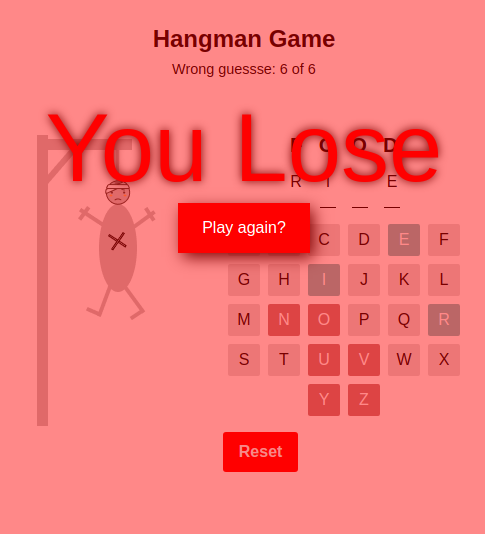 Hangman Game
Wrong guessse: 6 of 6
You Lose
F O O D
R I E
Play again?
C D E F
G H I J K L
M N O P Q R
S T U V W X
Y Z
Reset